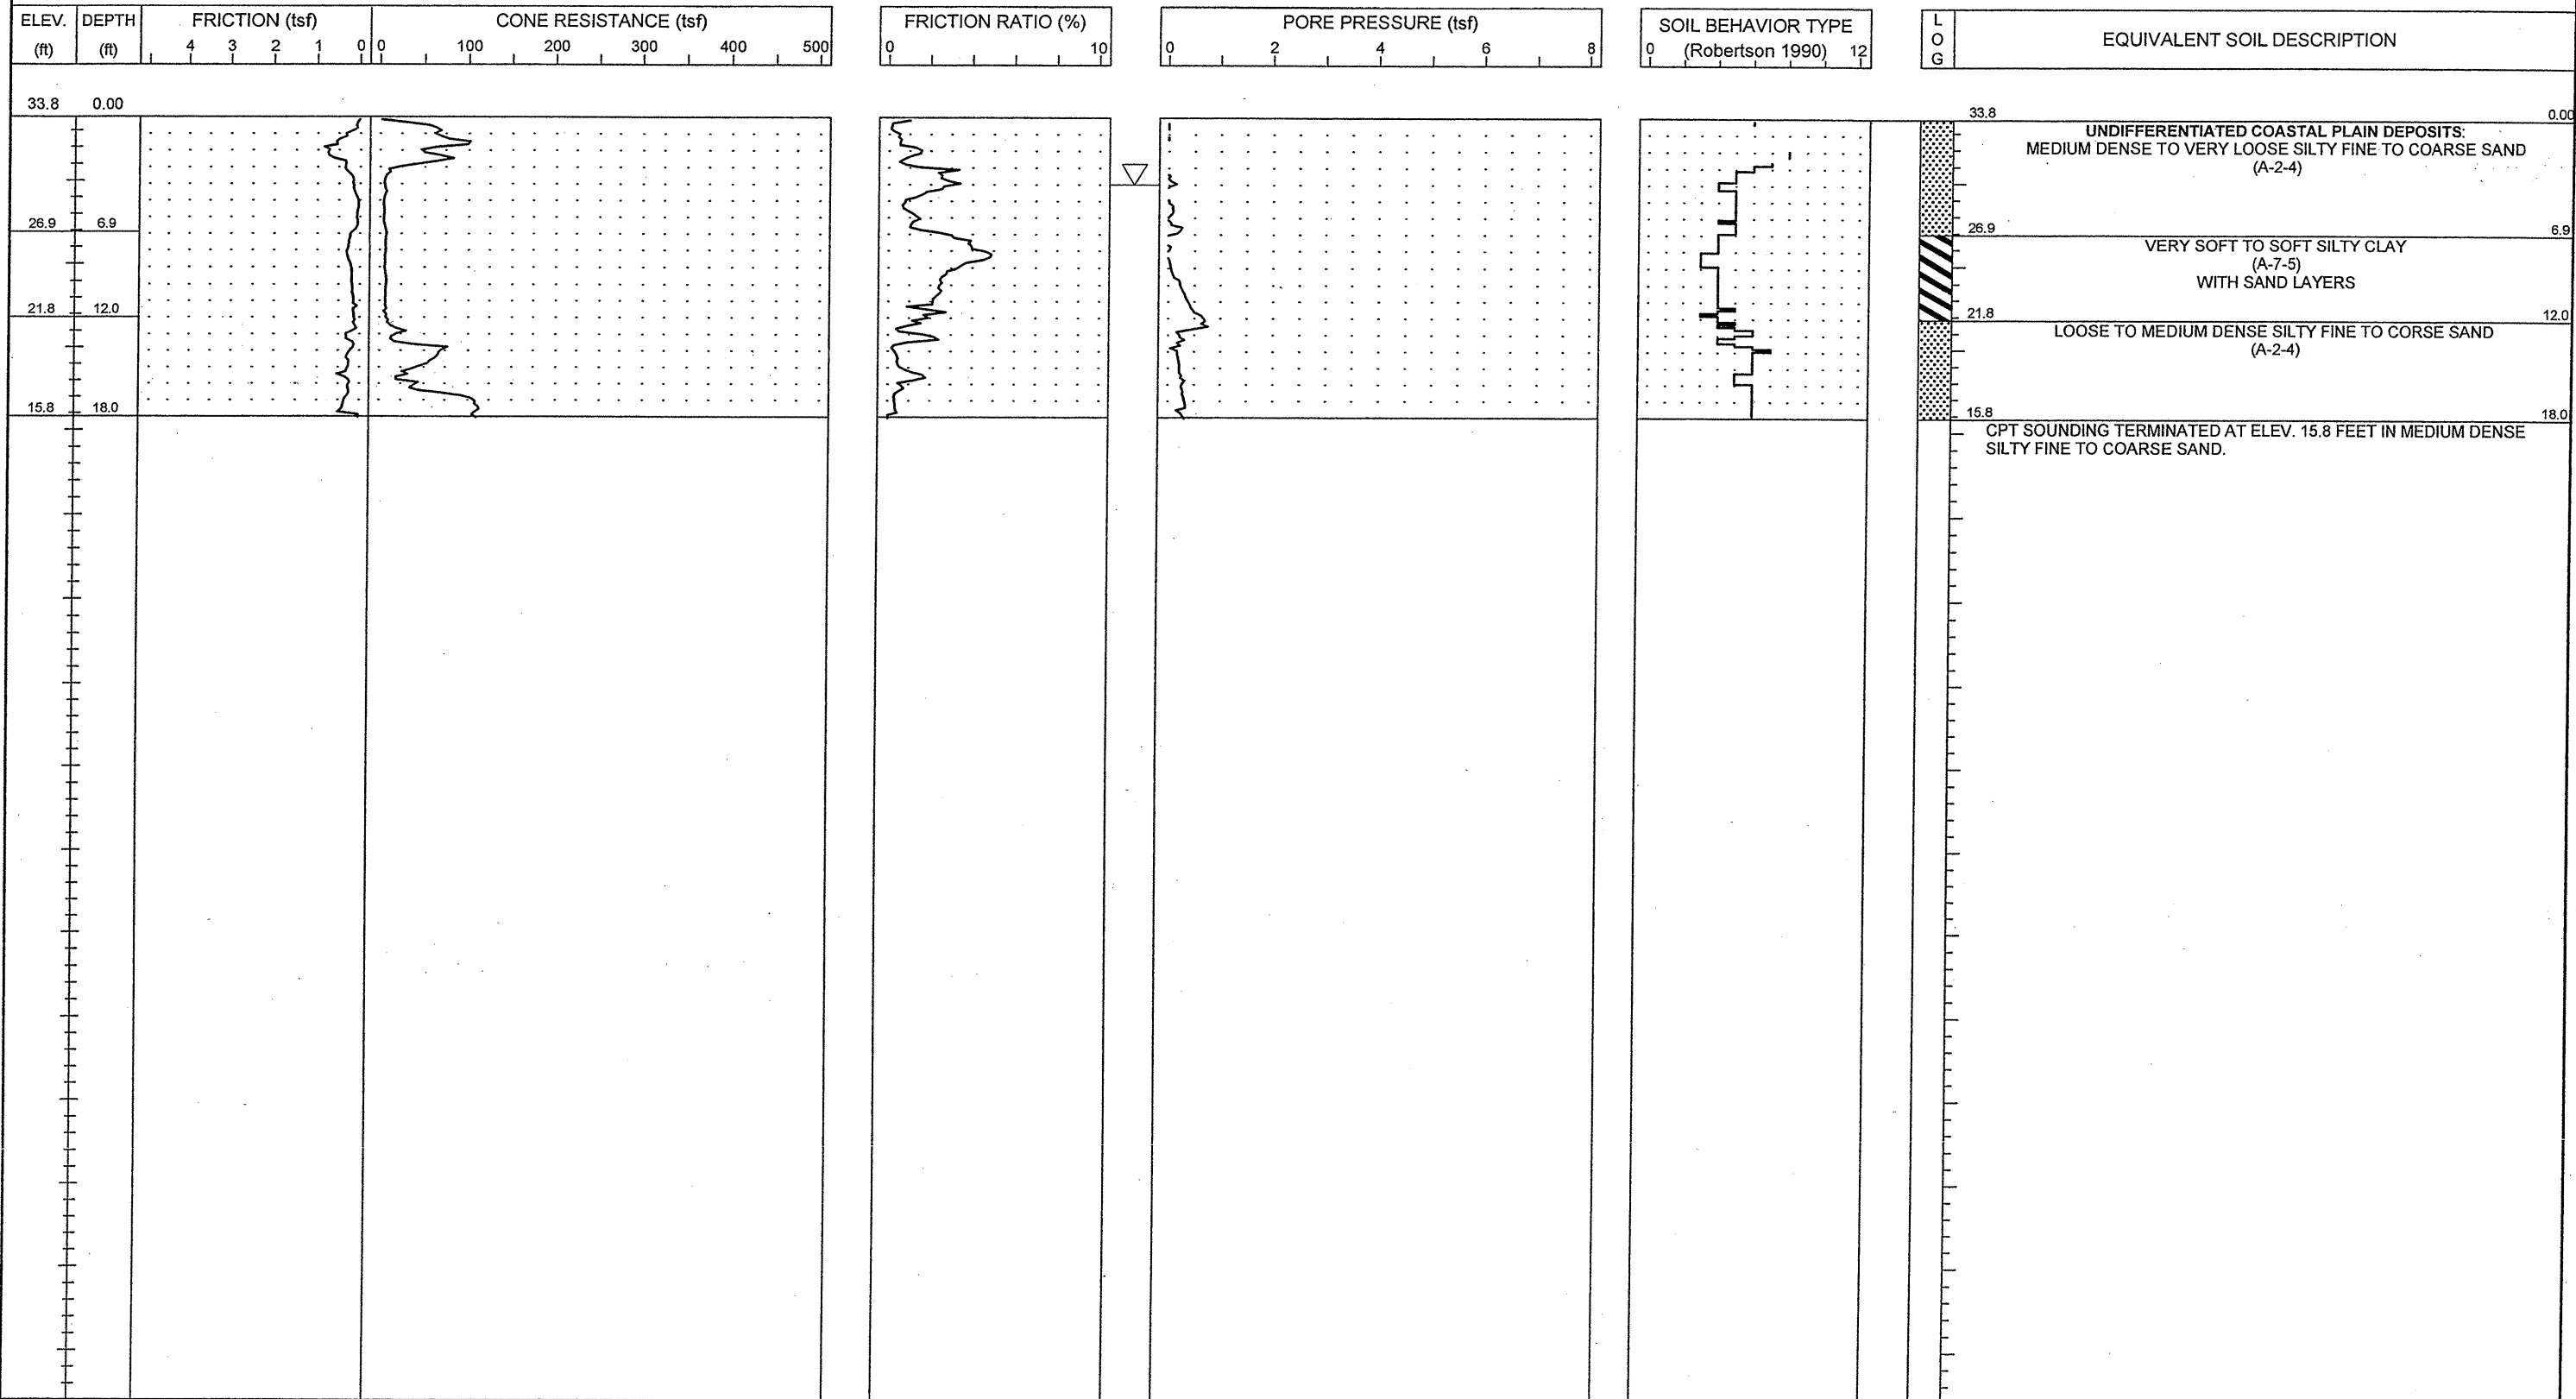 ELEV.
(ft)
DEPTH
(ft)
FRICTION (tsf)
4 3 2 1 0
CONE RESISTANCE (tsf)
0 100 200 300 400 500
FRICTION RATIO (%)
0 10
PORE PRESSURE (tsf)
0 2 4 6 8
SOIL BEHAVIOR TYPE
0 (Robertson 1990) 12
L
O
G
EQUIVALENT SOIL DESCRIPTION
33.8 0.00
26.9 6.9
21.8 12.0
15.8 18.0
33.8 0.00
UNDIFFERENTIATED COASTAL PLAIN DEPOSITS:
MEDIUM DENSE TO VERY LOOSE SILTY FINE TO COARSE SAND
(A-2-4)
26.9 6.9
VERY SOFT TO SOFT SILTY CLAY
(A-7-5)
WITH SAND LAYERS
21.8 12.0
LOOSE TO MEDIUM DENSE SILTY FINE TO CORSE SAND
(A-2-4)
15.8 18.0
CPT SOUNDING TERMINATED AT ELEV. 15.8 FEET IN MEDIUM DENSE
SILTY FINE TO COARSE SAND.